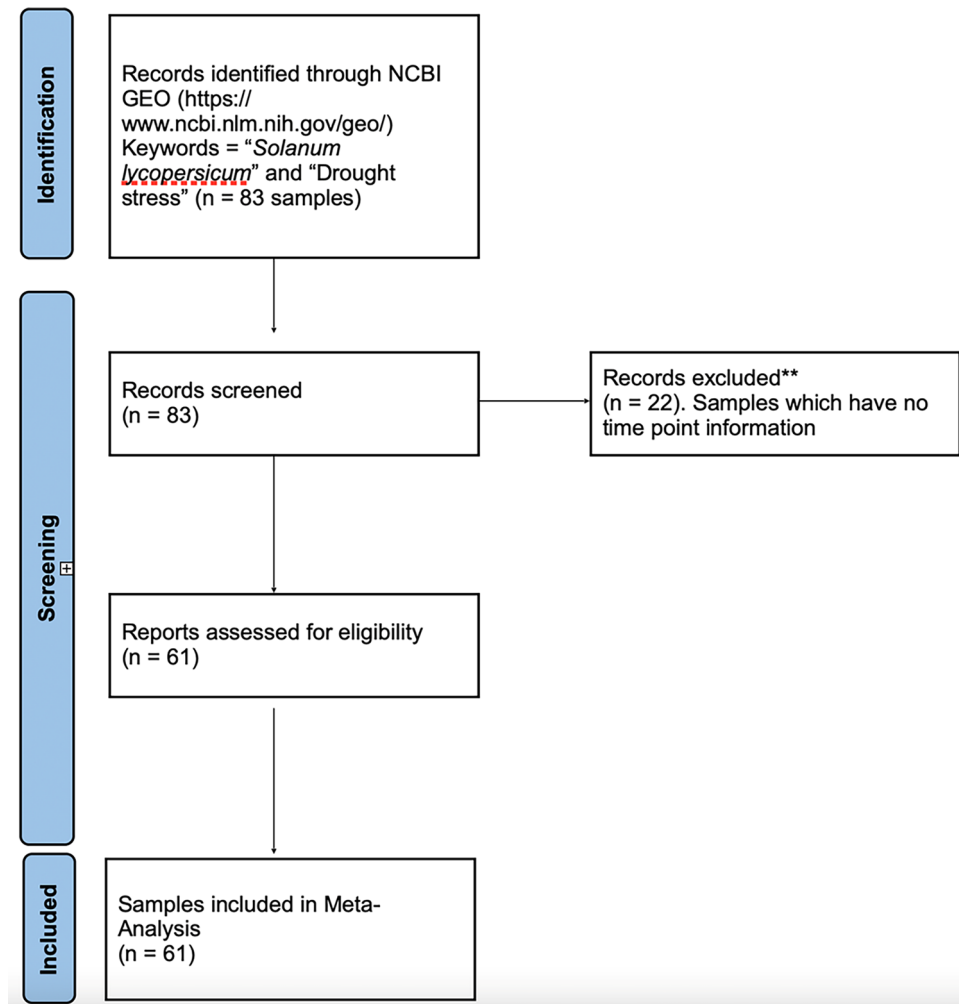 Identification
Records identified through NCBI
GEO (https://
www.ncbi.nlm.nih.gov/geo/)
Keywords = “Solanum
lycopersicum” and “Drought
stress” (n = 83 samples)
Screening
Records screened
(n = 83)
Records excluded**
(n = 22). Samples which have no
time point information
Reports assessed for eligibility
(n = 61)
Included
Samples included in Meta-
Analysis
(n = 61)